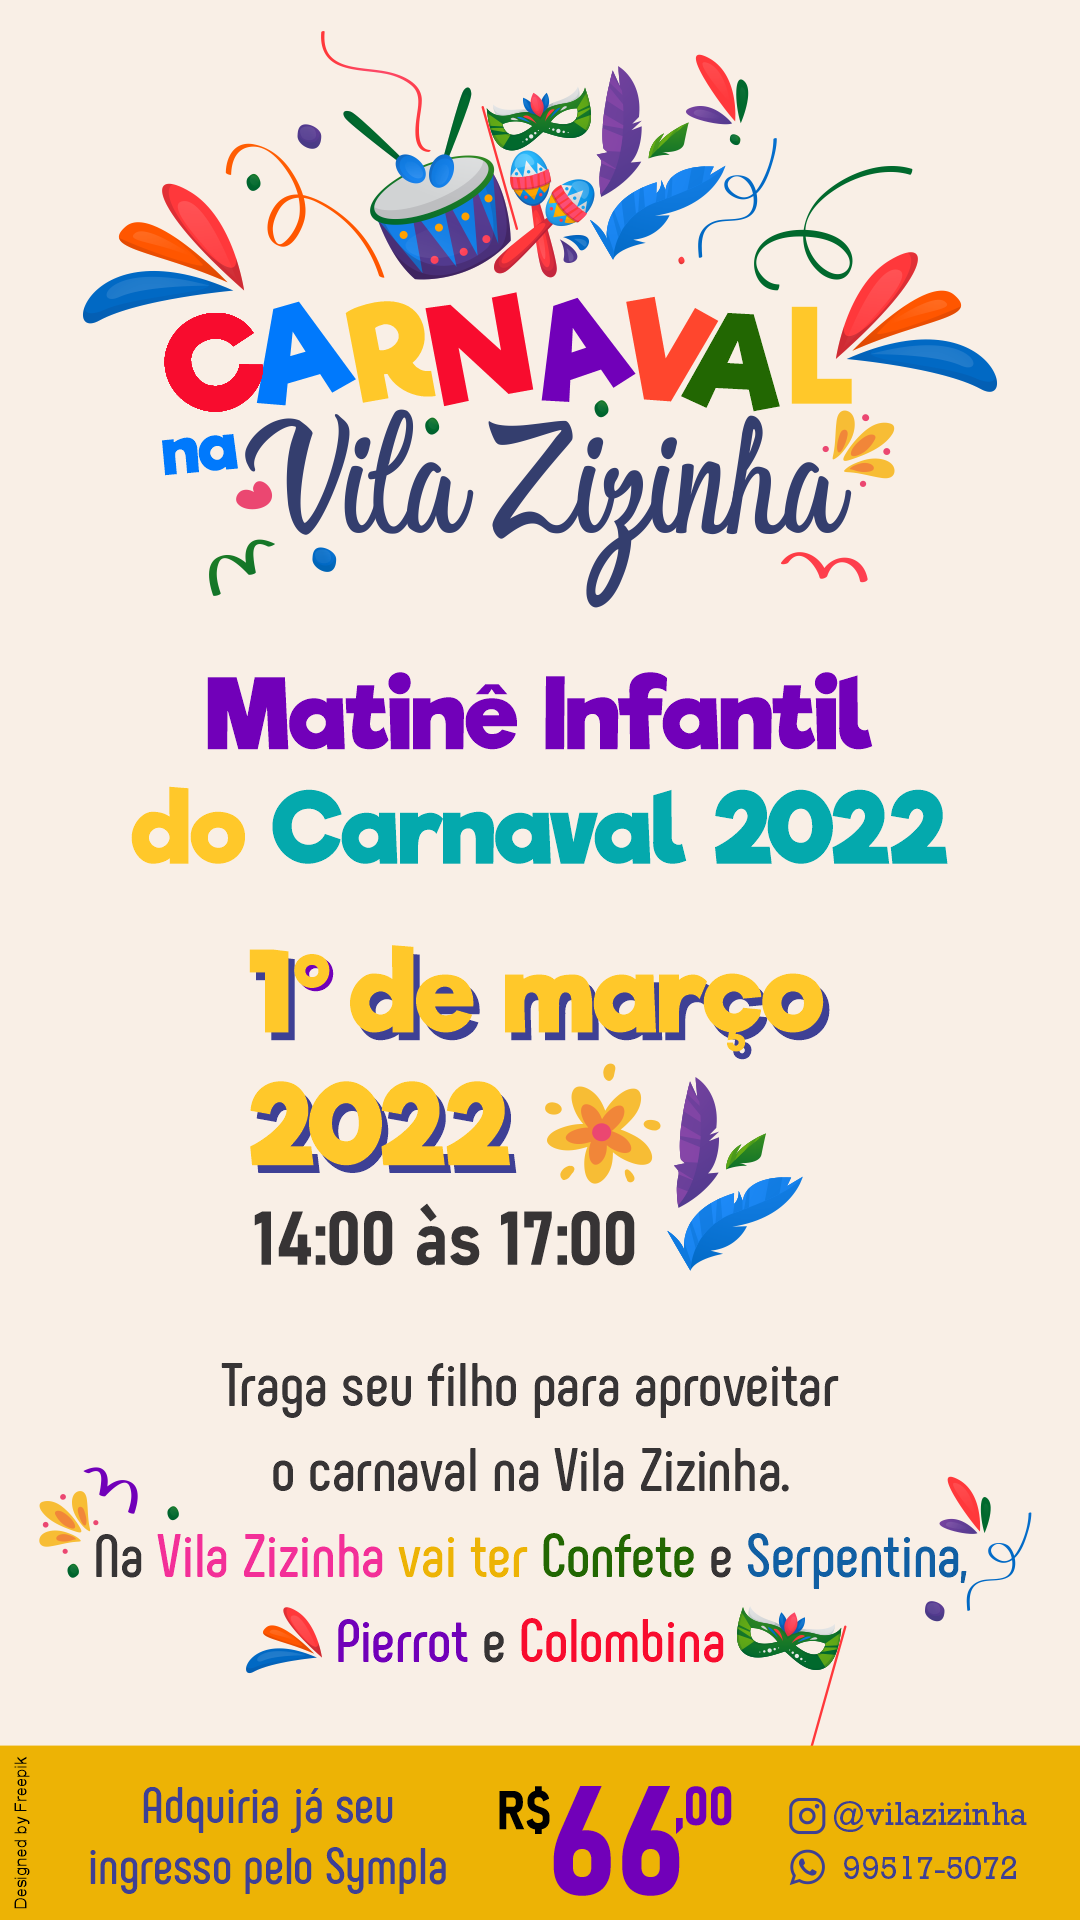 CARNAVAL
na Vila Zizinha
Matinê Infantil
do Carnaval 2022
1º de março
2022
14:00 às 17:00
Traga seu filho para aproveitar
o carnaval na Vila Zizinha.
Na Vila Zizinha vai ter Confete e Serpentina,
Pierrot e Colombina
Designed by Freepik
Adquiria já seu
ingresso pelo Sympla
R$66,00
@vilazizinha
99517-5072